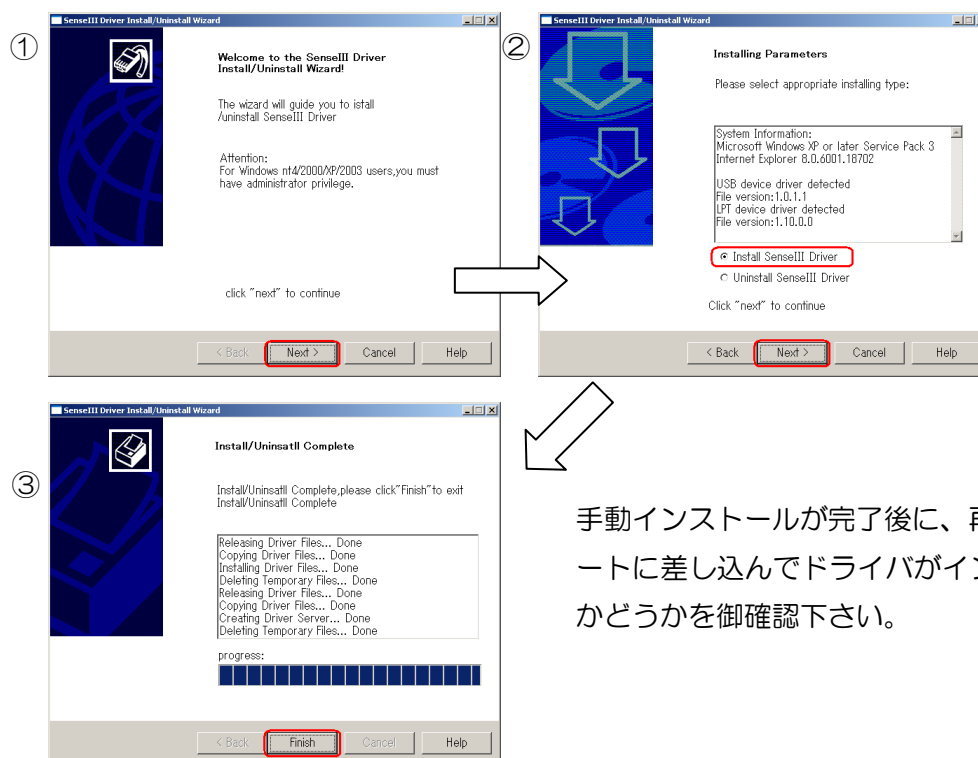 ①
SenseIII Driver Install/Uninstall Wizard
Welcome to the SenseIII Driver
Install/Uninstall Wizard!
The wizard will guide you to istall
/uninstall SenseIII Driver
Attention:
For Windows nt4/2000/XP/2003 users,you must
have administrator privilege.
click "next" to continue
< Back
Next >
Cancel
Help
②
SenseIII Driver Install/Uninstall Wizard
Installing Parameters
Please select appropriate installing type:
System Information:
Microsoft Windows XP or later Service Pack 3
Internet Explorer 8.0.6001.18702
USB device driver detected
File version:1.0.1.1
LPT device driver detected
File version:1.10.0.0
Install SenseIII Driver
Uninstall SenseIII Driver
Click "next" to continue
< Back
Next >
Cancel
Help
③
SenseIII Driver Install/Uninstall Wizard
Install/Uninsatll Complete
Install/Uninsatll Complete,please click"Finish"to exit
Install/Uninsatll Complete
Releasing Driver Files... Done
Copying Driver Files... Done
Installing Driver Files... Done
Deleting Temporary Files... Done
Releasing Driver Files... Done
Copying Driver Files... Done
Creating Driver Server... Done
Deleting Temporary Files... Done
progress:
< Back
Finish
Cancel
Help
手動インストールが完了後に、再
ートに差し込んでドライバがイン
かどうかを御確認下さい。